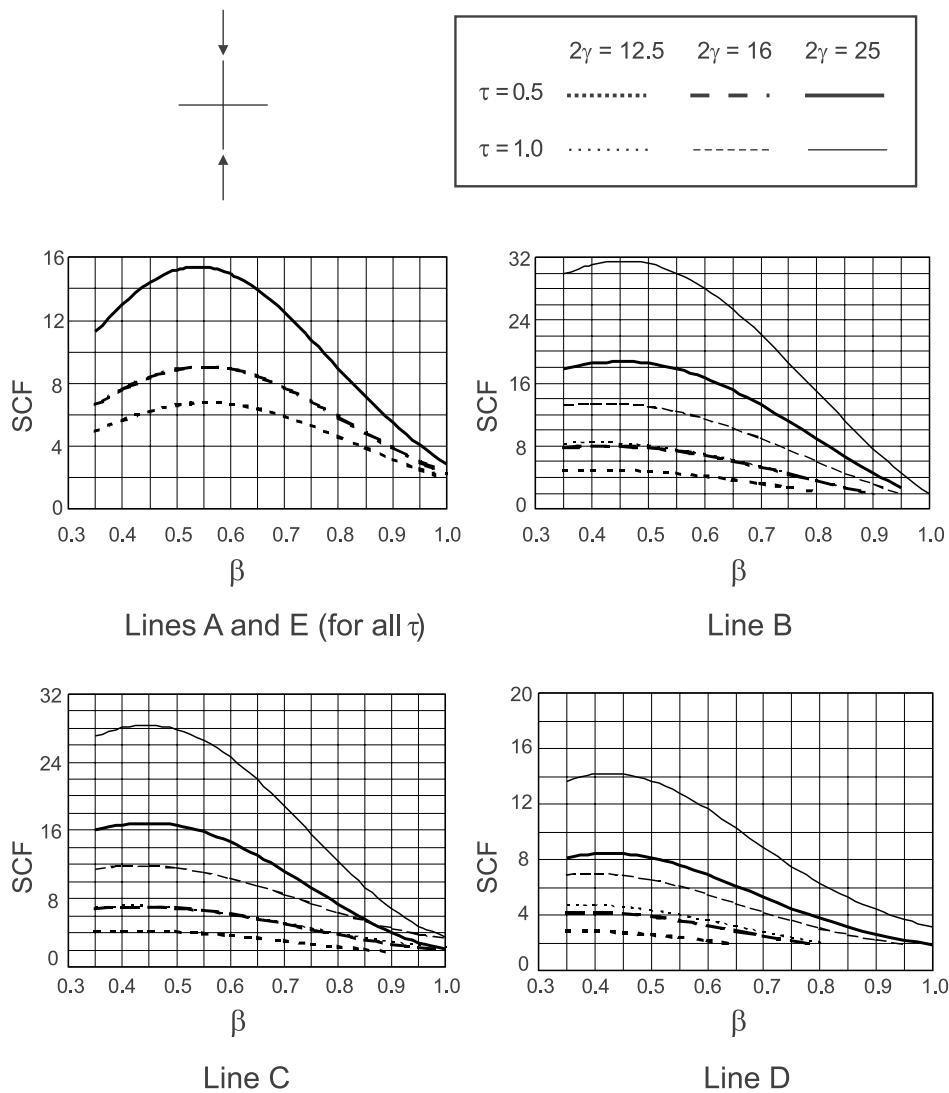 2γ = 12.5 2γ = 16 2γ = 25
τ = 0.5
τ = 1.0
16
12
8
4
0
SCF
0.3 0.4 0.5 0.6 0.7 0.8 0.9 1.0
β
Lines A and E (for all τ)
32
24
16
8
0
SCF
0.3 0.4 0.5 0.6 0.7 0.8 0.9 1.0
β
Line B
32
28
16
8
0
SCF
0.3 0.4 0.5 0.6 0.7 0.8 0.9 1.0
β
Line C
20
16
12
8
4
0
SCF
0.3 0.4 0.5 0.6 0.7 0.8 0.9 1.0
β
Line D